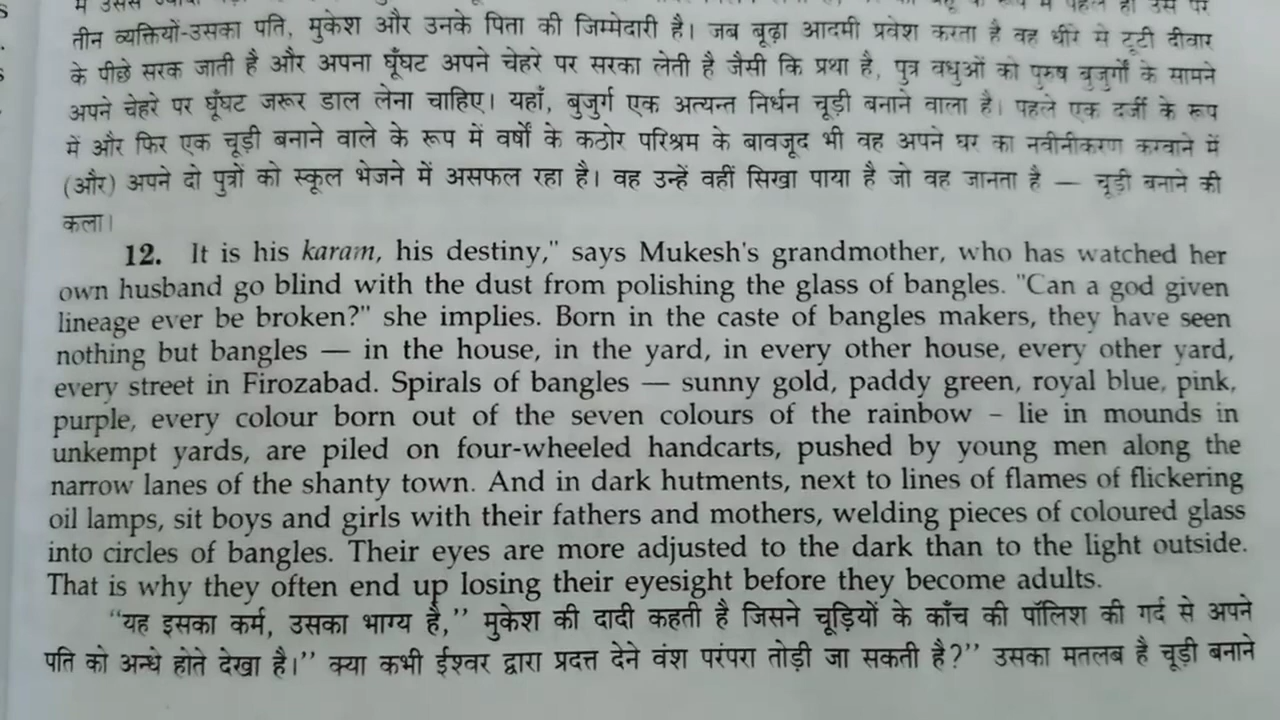 तीन व्यक्तियों-उसका पति, मुकेश और उनके पिता की जिम्मेदारी है। जब बूढ़ा आदमी प्रवेश करता है वह धीरे से टूटी दीवार
के पीछे सरक जाती है और अपना घूँघट अपने चेहरे पर सरका लेती है जैसी कि प्रथा है, पुत्र वधुओं को पुरुष बुजुर्गों के सामने
अपने चेहरे पर घूँघट जरूर डाल लेना चाहिए। यहाँ, बुजुर्ग एक अत्यन्त निर्धन चूड़ी बनाने वाला है। पहले एक दर्जी के रूप
में और फिर एक चूड़ी बनाने वाले के रूप में वर्षों के कठोर परिश्रम के बावजूद भी वह अपने घर का नवीनीकरण करवाने में
(और) अपने दो पुत्रों को स्कूल भेजने में असफल रहा है। वह उन्हें वहीं सिखा पाया है जो वह जानता है — चूड़ी बनाने की
कला।
12. It is his karam, his destiny," says Mukesh's grandmother, who has watched her
own husband go blind with the dust from polishing the glass of bangles. "Can a god given
lineage ever be broken?" she implies. Born in the caste of bangles makers, they have seen
nothing but bangles — in the house, in the yard, in every other house, every other yard,
every street in Firozabad. Spirals of bangles — sunny gold, paddy green, royal blue, pink,
purple, every colour born out of the seven colours of the rainbow – lie in mounds in
unkempt yards, are piled on four-wheeled handcarts, pushed by young men along the
narrow lanes of the shanty town. And in dark hutments, next to lines of flames of flickering
oil lamps, sit boys and girls with their fathers and mothers, welding pieces of coloured glass
into circles of bangles. Their eyes are more adjusted to the dark than to the light outside.
That is why they often end up losing their eyesight before they become adults.
‘‘यह इसका कर्म, उसका भाग्य है,’’ मुकेश की दादी कहती है जिसने चूड़ियों के काँच की पॉलिश की गर्द से अपने
पति को अन्धे होते देखा है।’’ क्या कभी ईश्वर द्वारा प्रदत्त देने वंश परंपरा तोड़ी जा सकती है?’’ उसका मतलब है चूड़ी बनाने